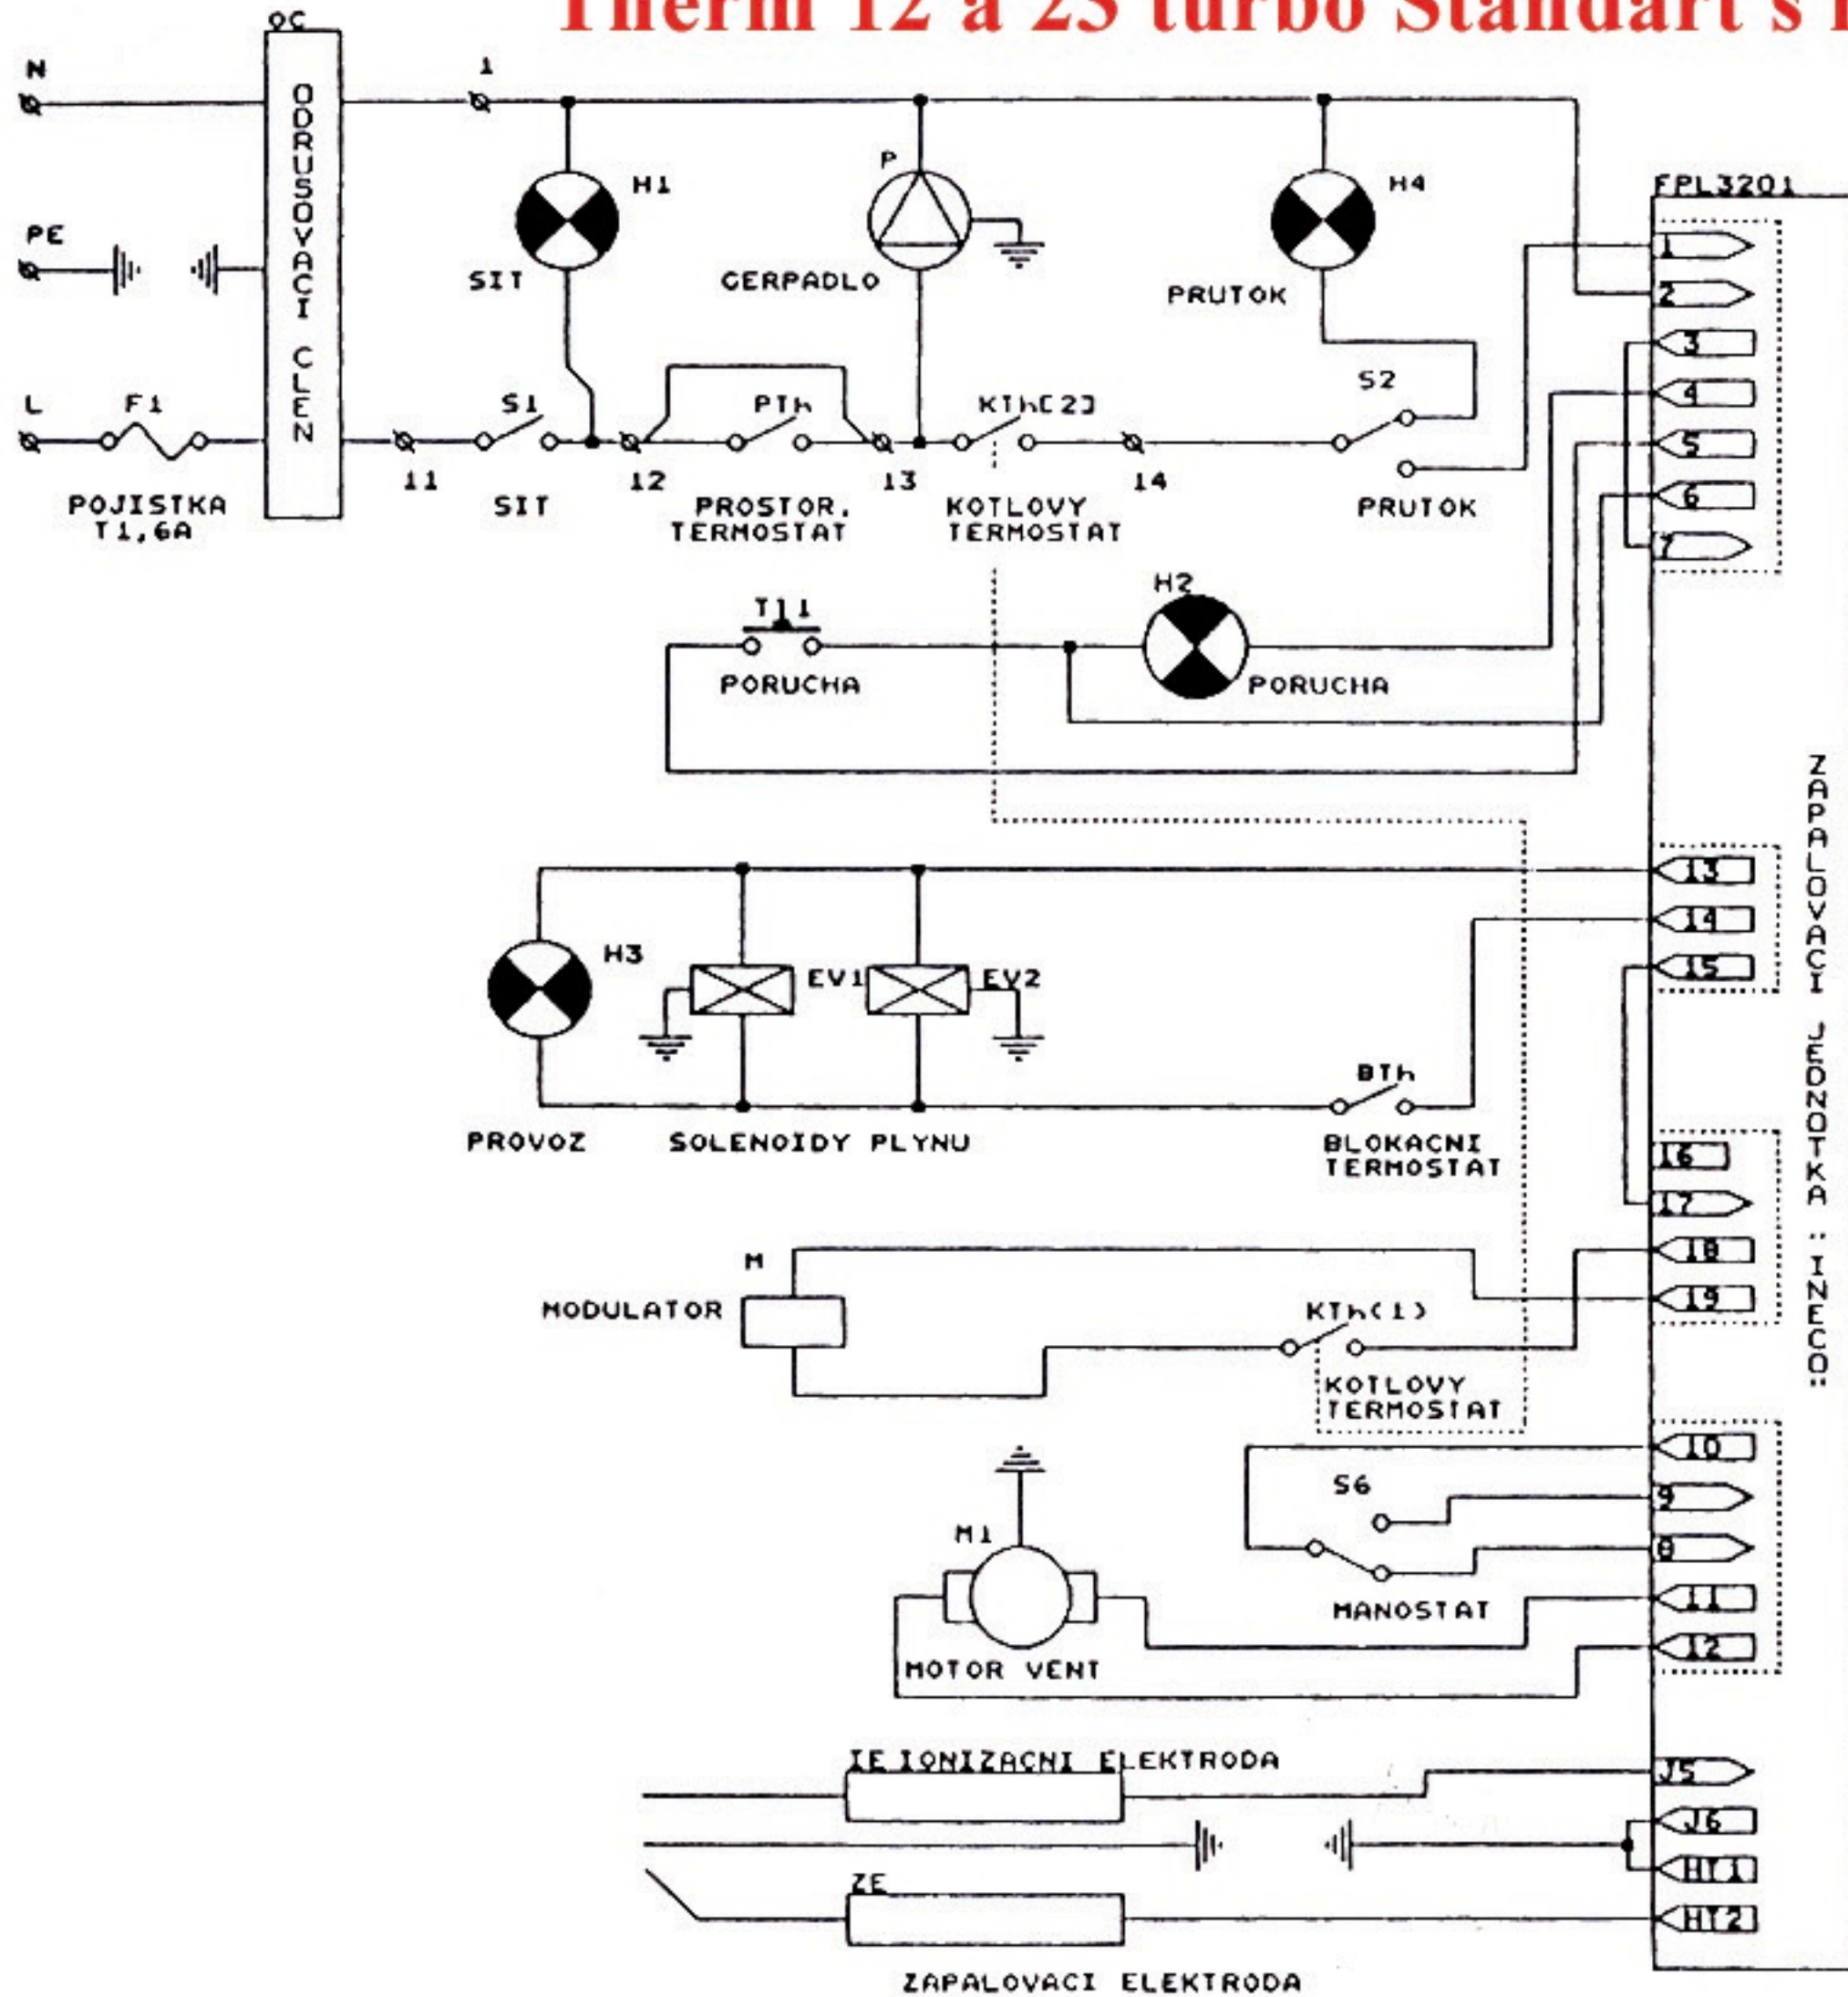 Therm 12 a 23 turbo Standart s
OC
ODRUSOVACI CLEN
N
1
H1
P
H4
FPL3201
PE
SIT
CERPADLO
PRUTOK
1
2
3
4
5
6
7
L
F1
S1
PTh
KTh[2]
S2
11
12
13
14
POJISTKA
T1,6A
SIT
PROSTOR.
TERMOSTAT
KOTLOVY
TERMOSTAT
PRUTOK
Tl1
H2
PORUCHA
PORUCHA
ZAPALOVACI JEDNOTKA "INECO"
13
14
15
H3
EV1
EV2
BTh
PROVOZ
SOLENOIDY PLYNU
BLOKACNI
TERMOSTAT
16
17
18
19
M
MODULATOR
KTh(1)
KOTLOVY
TERMOSTAT
10
9
8
11
12
S6
M1
MANOSTAT
MOTOR VENT
IE IONIZACNI ELEKTRODA
J5
J6
HT1
HT2
ZE
ZAPALOVACI ELEKTRODA